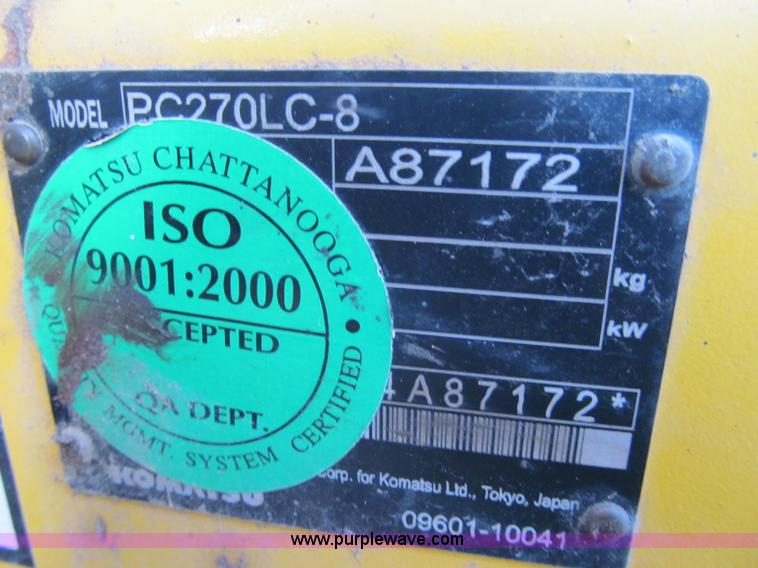 MODEL PC270LC-8
A87172
kg
kW
A87172*
KOMATSU
Corp. for Komatsu Ltd., Tokyo, Japan
09601-10041
KOMATSU CHATTANOOGA
ISO
9001:2000
QA DEPT.
MGMT. SYSTEM CERTIFIED
www.purplewave.com